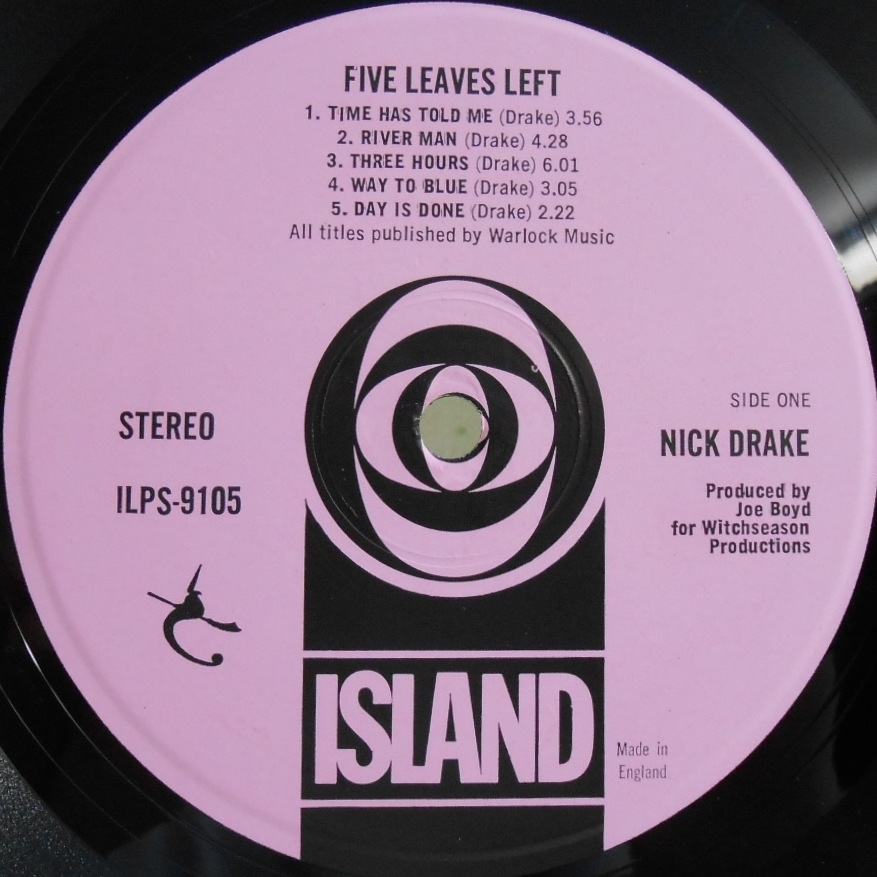 FIVE LEAVES LEFT
1. TIME HAS TOLD ME (Drake) 3.56
2. RIVER MAN (Drake) 4.28
3. THREE HOURS (Drake) 6.01
4. WAY TO BLUE (Drake) 3.05
5. DAY IS DONE (Drake) 2.22
All titles published by Warlock Music
STEREO
ILPS-9105
SIDE ONE
NICK DRAKE
Produced by
Joe Boyd
for Witchseason
Productions
ISLAND
Made in
England